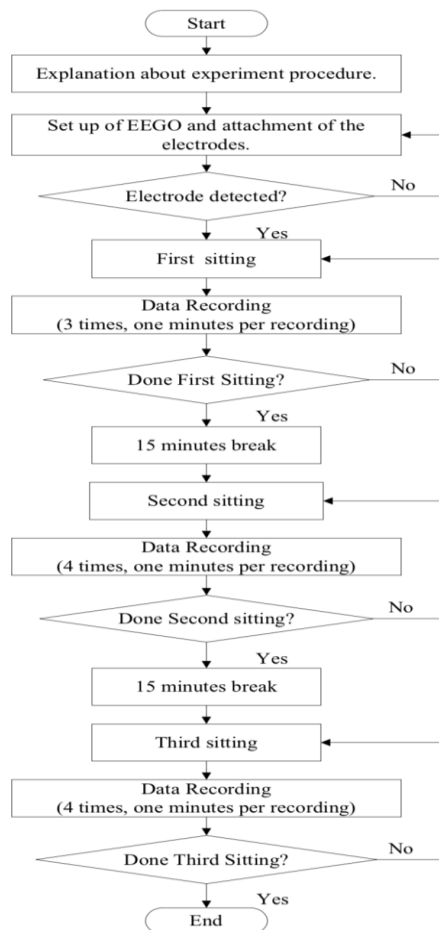 Start
Explanation about experiment procedure.
Set up of EEGO and attachment of the
electrodes.
Electrode detected?
No
Yes
First sitting
Data Recording
(3 times, one minutes per recording)
Done First Sitting?
No
Yes
15 minutes break
Second sitting
Data Recording
(4 times, one minutes per recording)
Done Second sitting?
No
Yes
15 minutes break
Third sitting
Data Recording
(4 times, one minutes per recording)
Done Third Sitting?
No
Yes
End